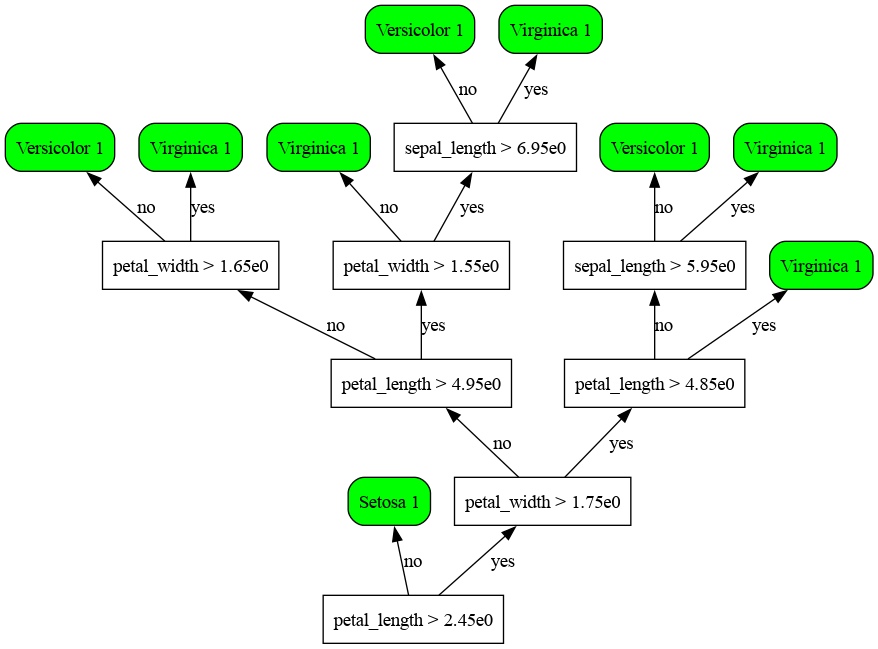 Versicolor 1
Virginica 1
no
yes
Versicolor 1
Virginica 1
Virginica 1
sepal_length > 6.95e0
Versicolor 1
Virginica 1
no
yes
no
yes
no
yes
petal_width > 1.65e0
petal_width > 1.55e0
sepal_length > 5.95e0
Virginica 1
no
yes
no
yes
petal_length > 4.95e0
petal_length > 4.85e0
no
yes
Setosa 1
petal_width > 1.75e0
no
yes
petal_length > 2.45e0